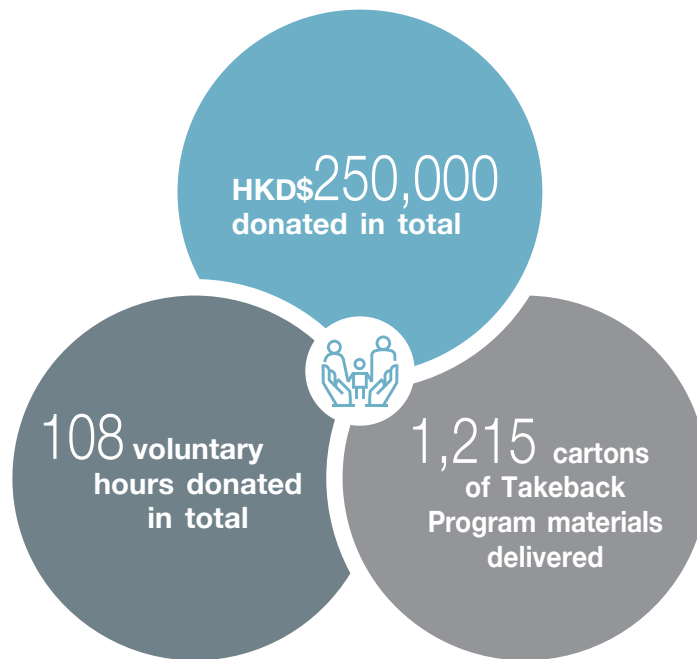 HKD$250,000
donated in total
108 voluntary
hours donated
in total
1,215 cartons
of Takeback
Program materials
delivered